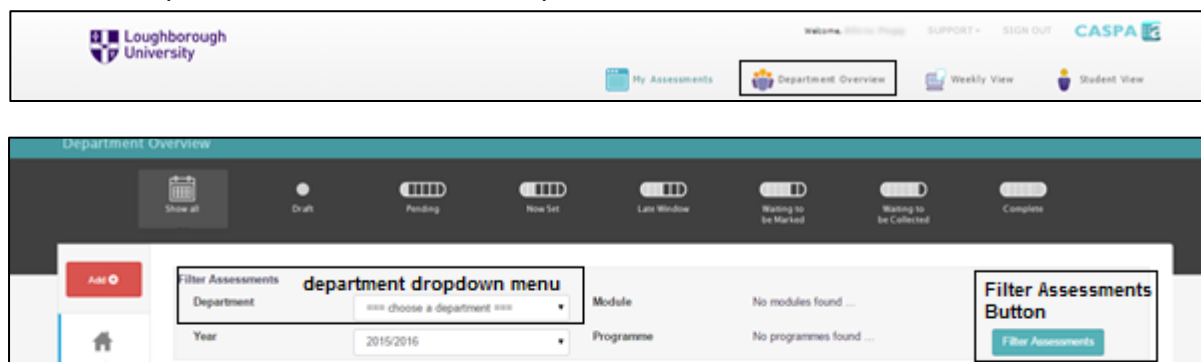 Loughborough
University
Welcome, SUPPORT SIGN OUT CASPA
My Assessments Department Overview Weekly View Student View
Department Overview
Show all Draft Pending Now Set Late Window Waiting to be Marked Waiting to be Collected Complete
Add
Filter Assessments department dropdown menu
Department === choose a department === Module No modules found ...
Filter Assessments
Button
Year 2015/2016 Programme No programmes found ... Filter Assessments